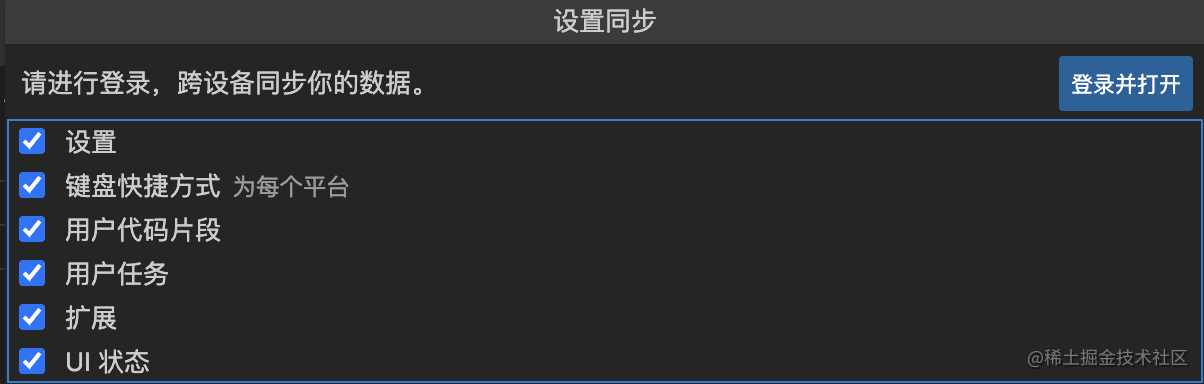 设置同步
请进行登录，跨设备同步你的数据。
登录并打开
设置
键盘快捷方式 为每个平台
用户代码片段
用户任务
扩展
UI 状态
@稀土掘金技术社区